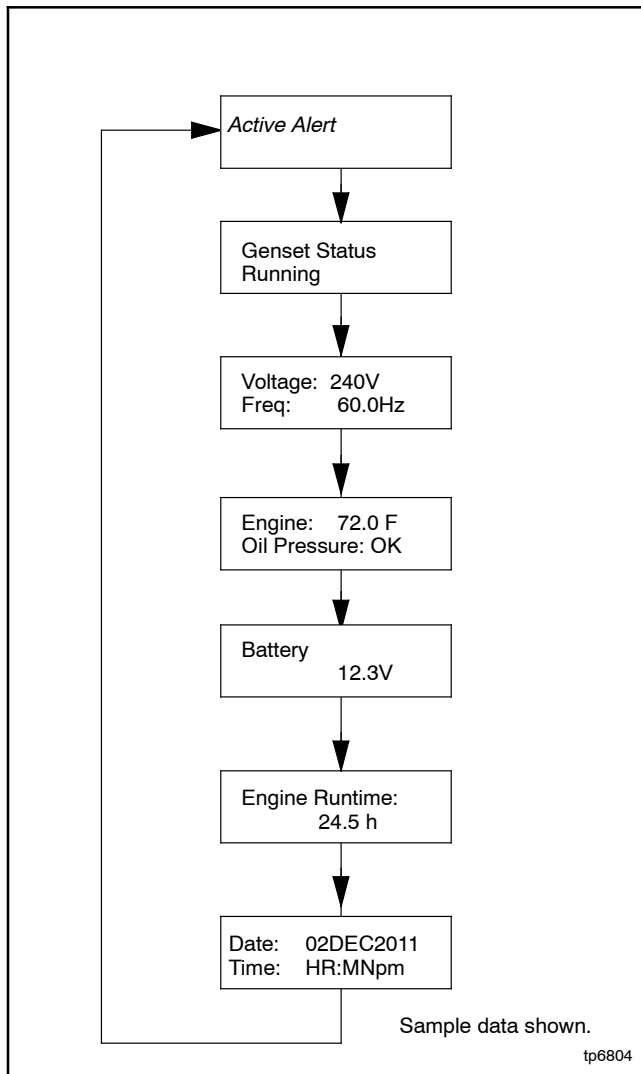 Active Alert
Genset Status
Running
Voltage: 240V
Freq: 60.0Hz
Engine: 72.0 F
Oil Pressure: OK
Battery
12.3V
Engine Runtime:
24.5 h
Date: 02DEC2011
Time: HR:MNpm
Sample data shown.
tp6804